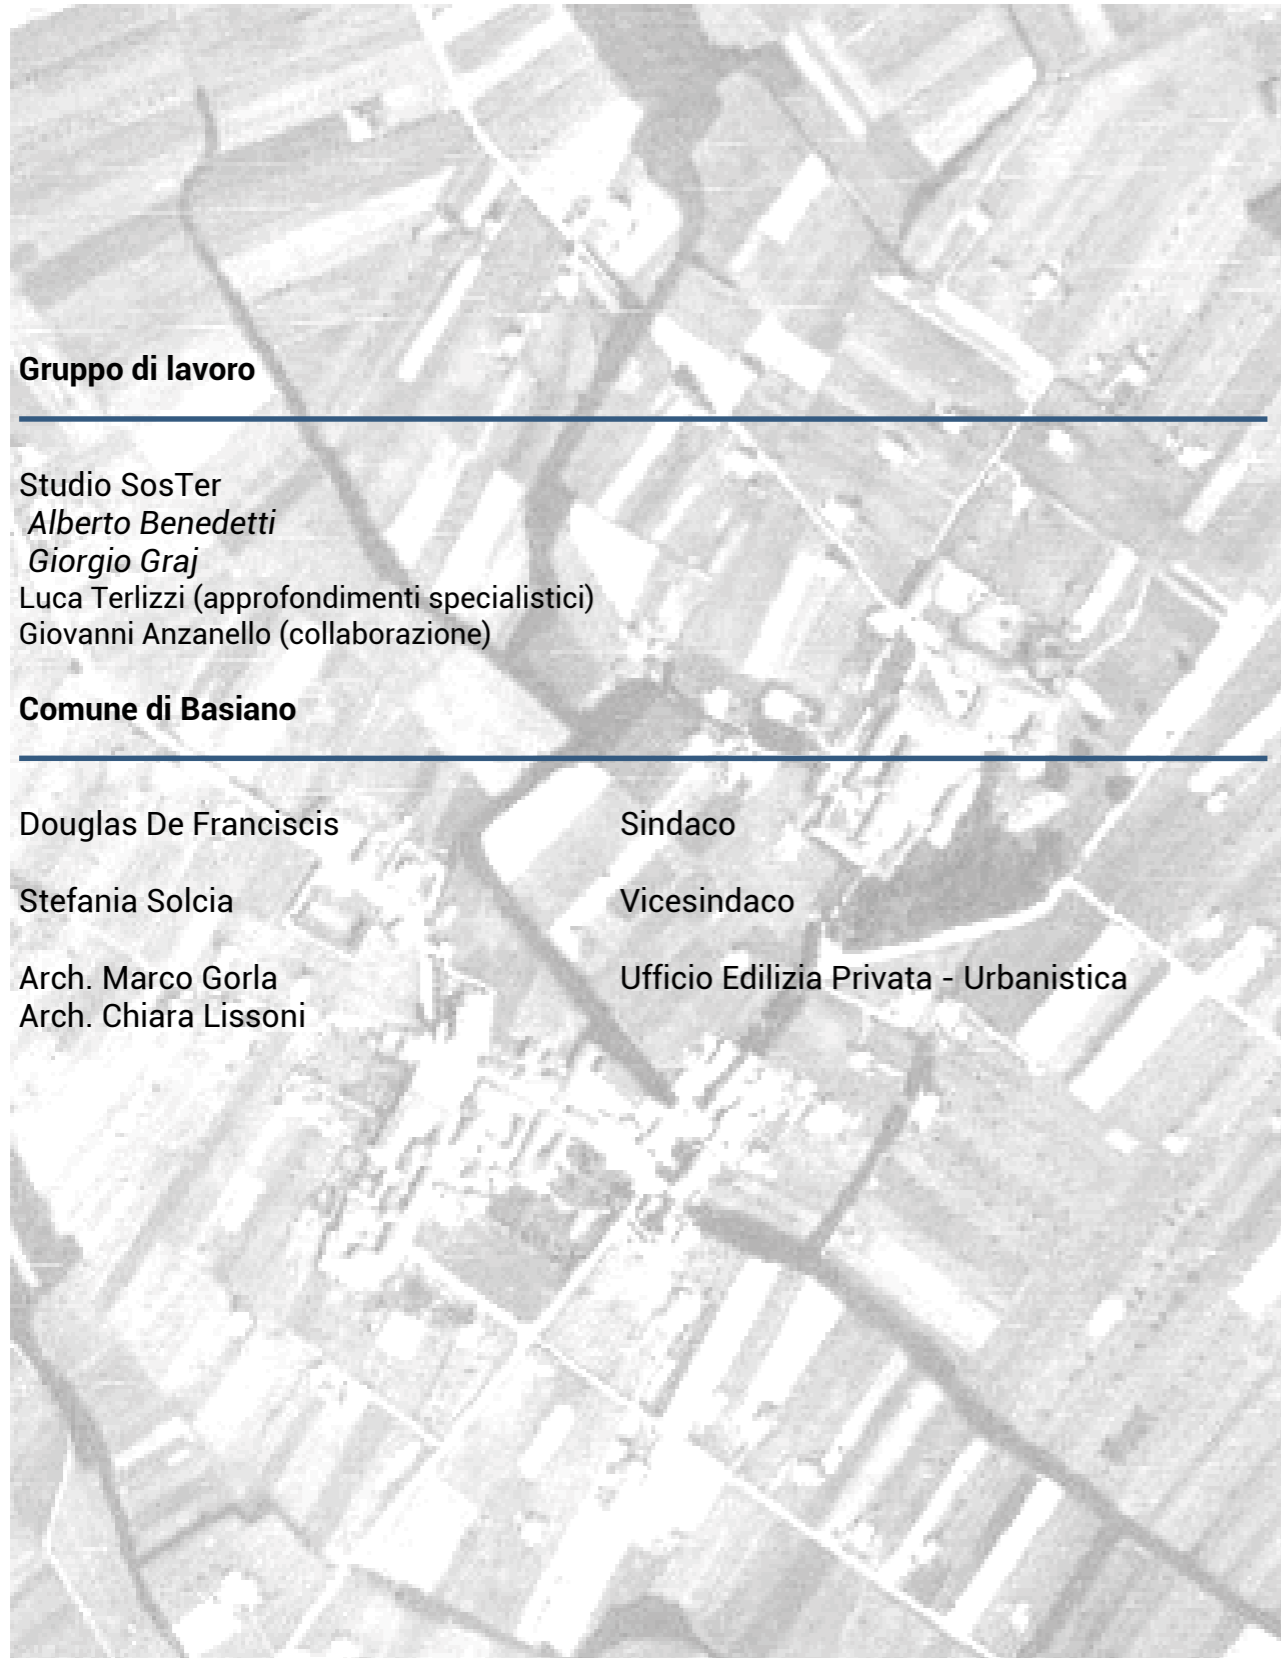 Gruppo di lavoro
Studio SosTer
Alberto Benedetti
Giorgio Graj
Luca Terlizzi (approfondimenti specialistici)
Giovanni Anzanello (collaborazione)
Comune di Basiano
Douglas De Franciscis Sindaco
Stefania Solcia Vicesindaco
Arch. Marco Gorla Ufficio Edilizia Privata - Urbanistica
Arch. Chiara Lissoni